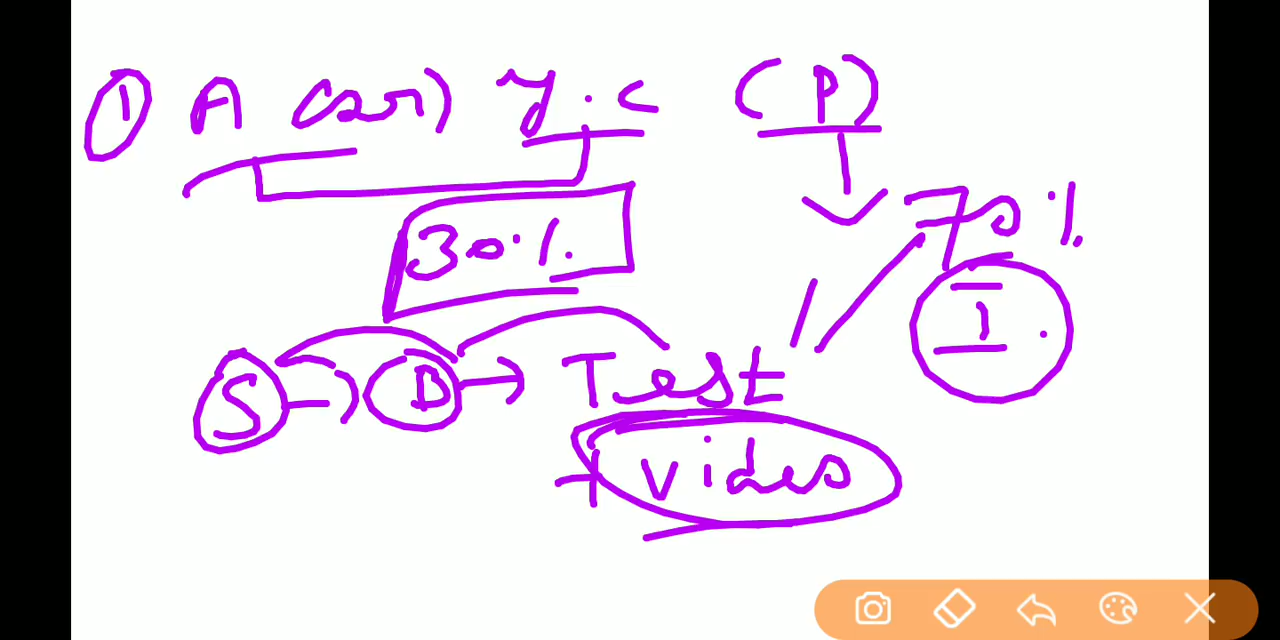 ① A (সেন) y.c (P)
30% 70%
I
S → B → Test
+ video